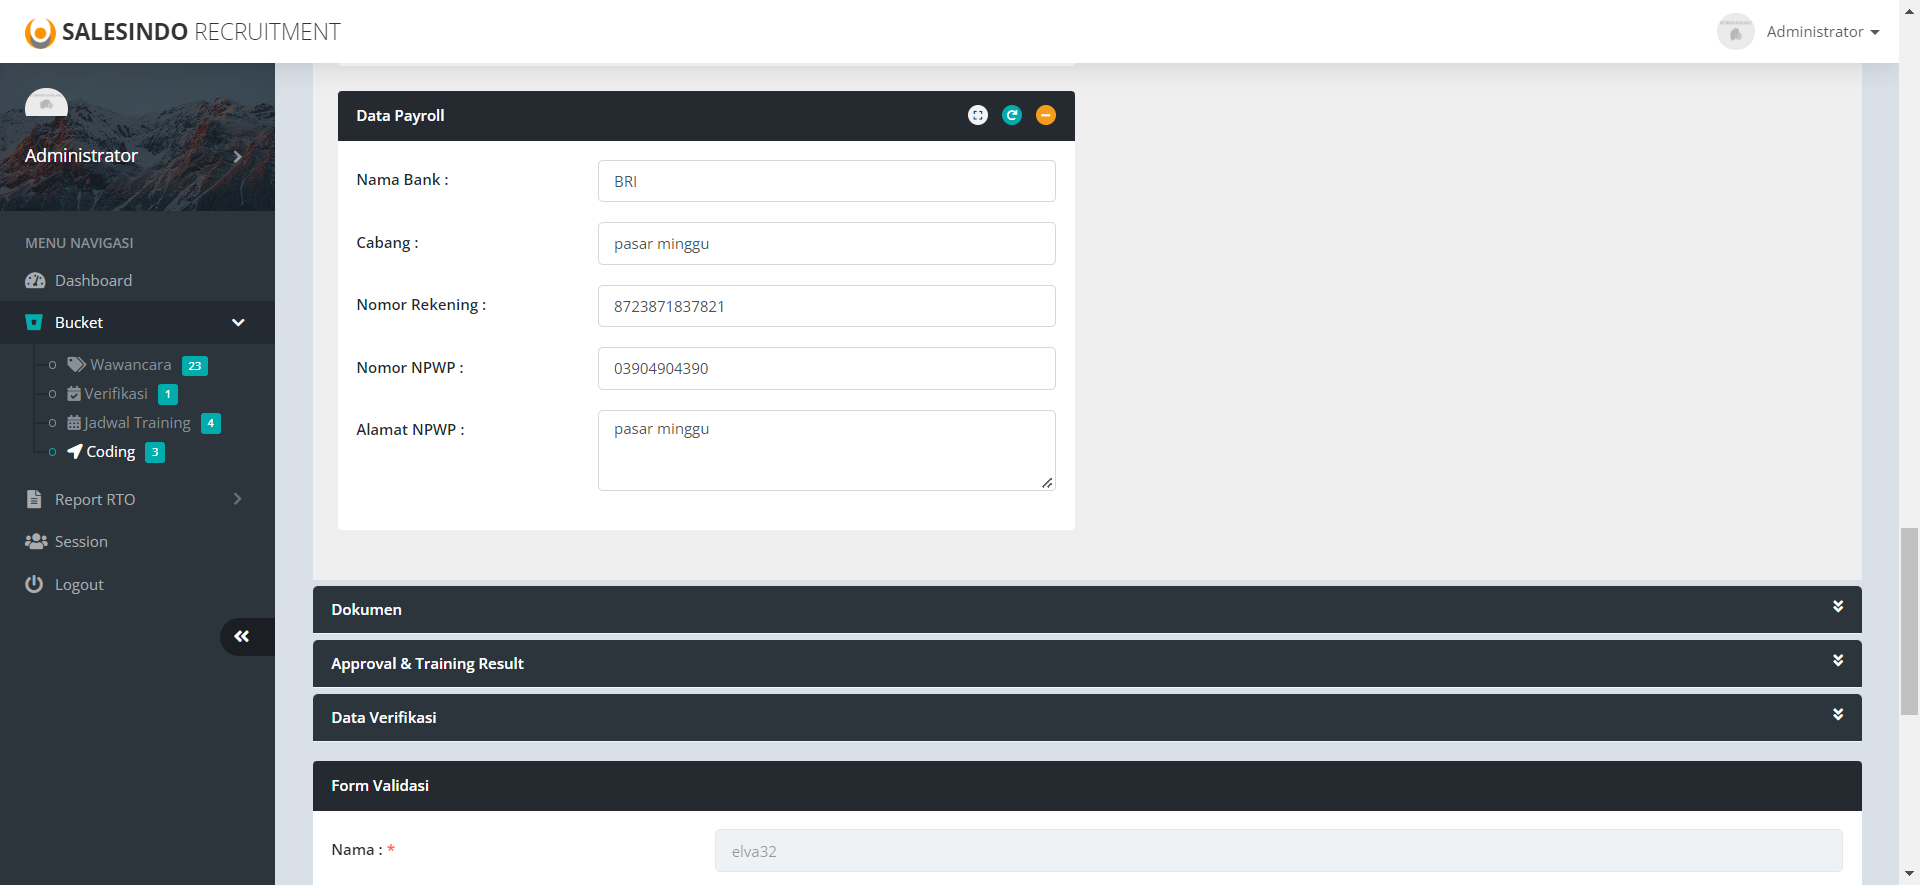 SALESINDO RECRUITMENT
Administrator
Administrator
MENU NAVIGASI
Dashboard
Bucket
Wawancara 23
Verifikasi 1
Jadwal Training 4
Coding 3
Report RTO
Session
Logout
Data Payroll
Nama Bank :
BRI
Cabang :
pasar minggu
Nomor Rekening :
8723871837821
Nomor NPWP :
03904904390
Alamat NPWP :
pasar minggu
Dokumen
Approval & Training Result
Data Verifikasi
Form Validasi
Nama : *
elva32